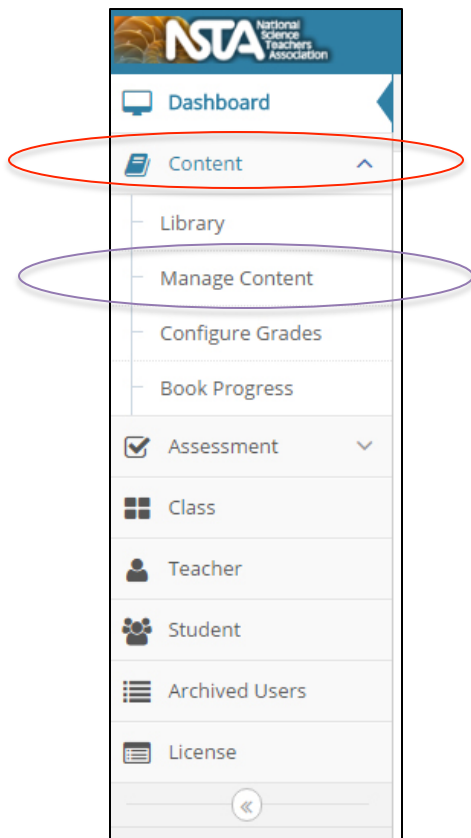 NSTA
National
Science
Teachers
Association
Dashboard
Content
Library
Manage Content
Configure Grades
Book Progress
Assessment
Class
Teacher
Student
Archived Users
License